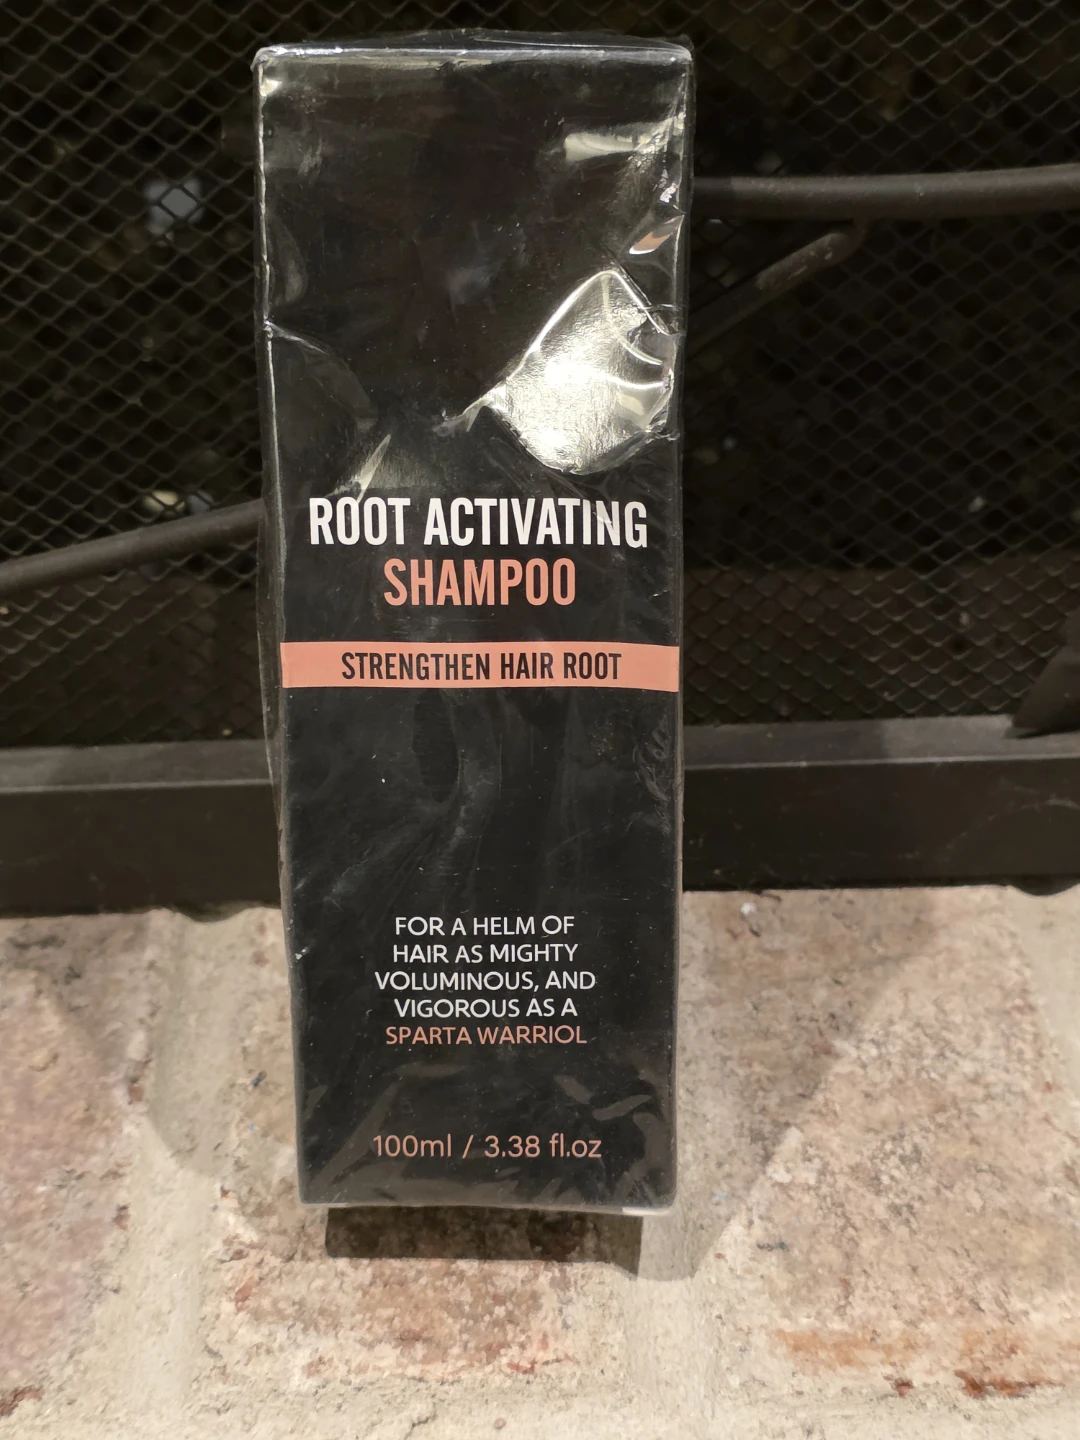 ROOT ACTIVATING
SHAMPOO
STRENGTHEN HAIR ROOT
FOR A HELM OF
HAIR AS MIGHTY
VOLUMINOUS, AND
VIGOROUS AS A
SPARTA WARRIOL
100ml / 3.38 fl.oz